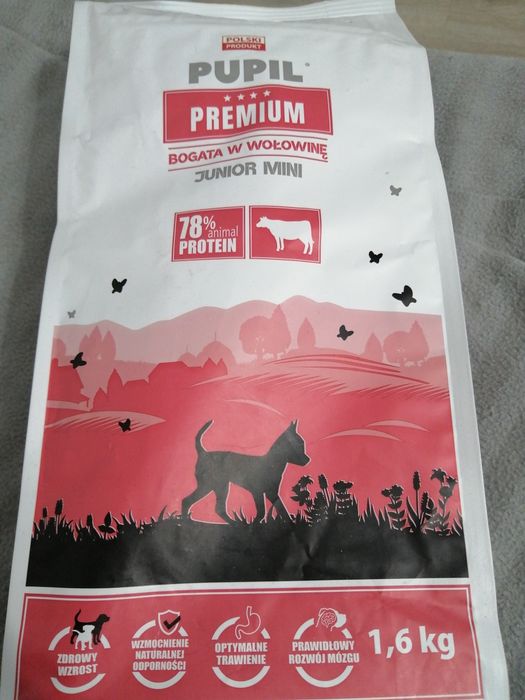 POLSKI
PRODUKT
PUPIL®
PREMIUM
BOGATA W WOŁOWINĘ
JUNIOR MINI
78% animal
PROTEIN
ZDROWY
WZROST
WZMOCNIENIE
NATURALNEJ
ODPORNOŚCI
OPTYMALNE
TRAWIENIE
PRAWIDŁOWY
ROZWÓJ MÓZGU
1,6 kg